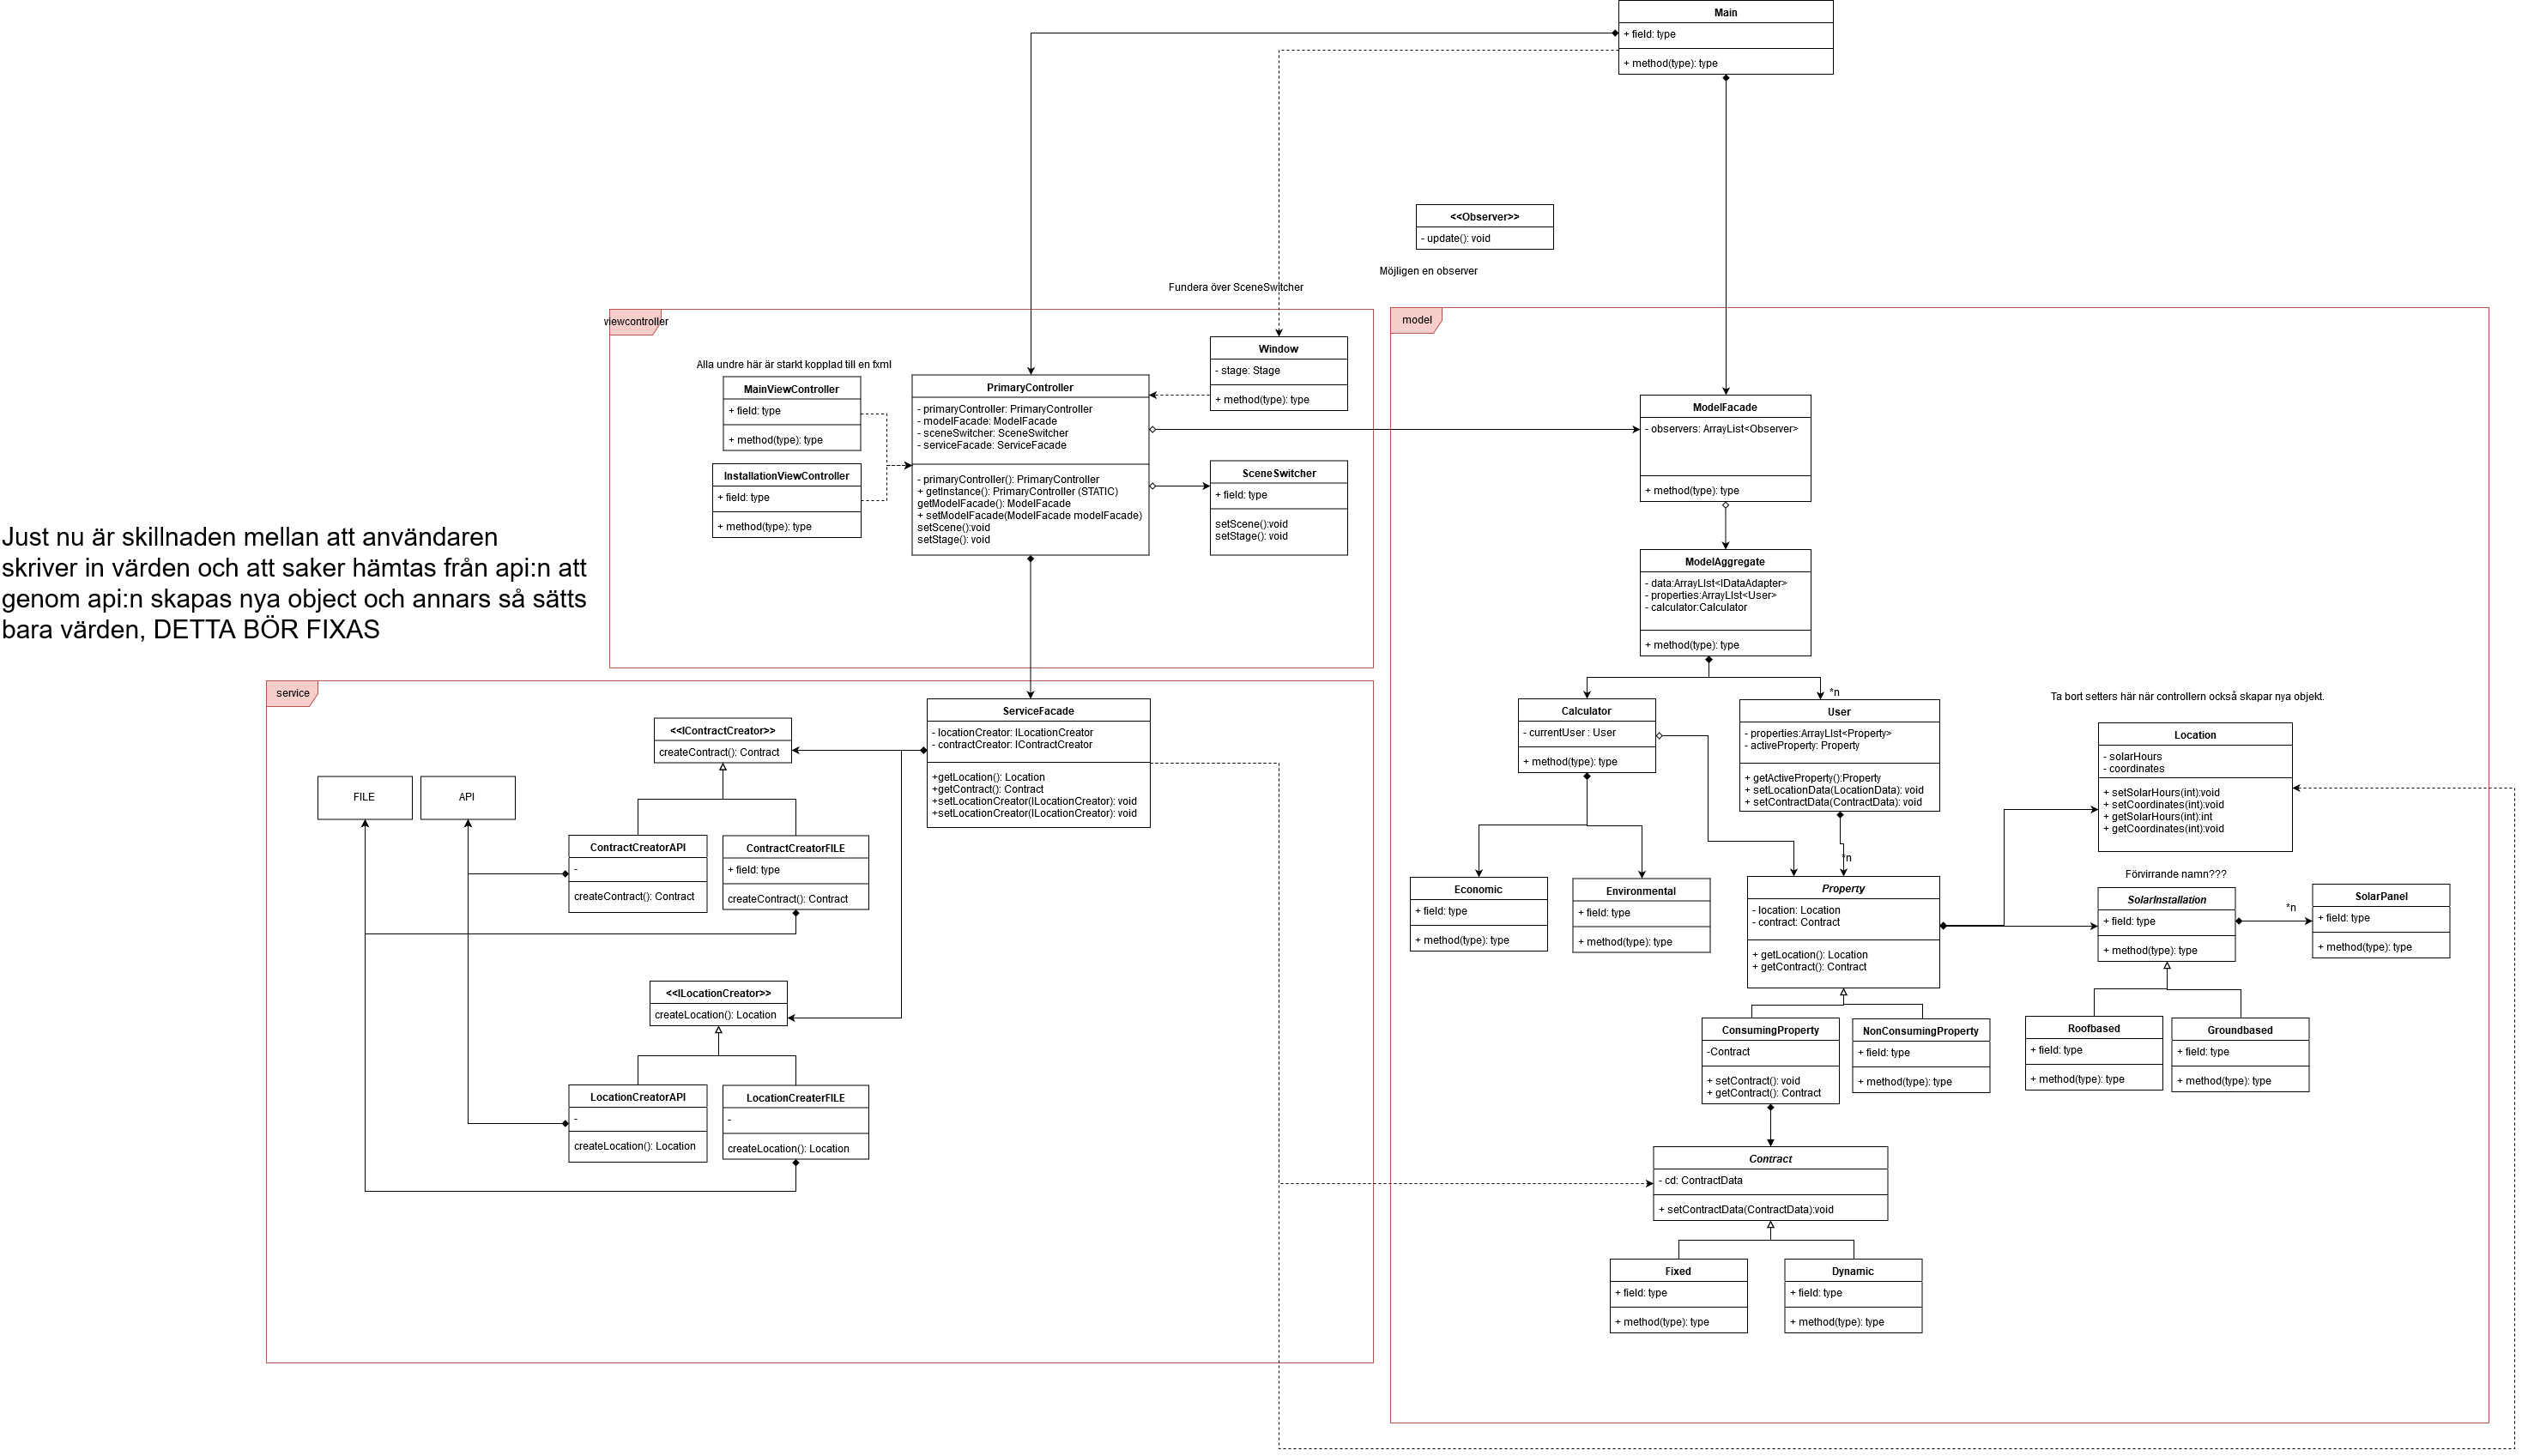 Main
+ field: type
+ method(type): type
<<Observer>>
- update(): void
Möjligen en observer
Fundera över SceneSwitcher
viewcontroller
Alla undre här är starkt kopplad till en fxml
MainViewController
+ field: type
+ method(type): type
InstallationViewController
+ field: type
+ method(type): type
PrimaryController
- primaryController: PrimaryController
- modelFacade: ModelFacade
- sceneSwitcher: SceneSwitcher
- serviceFacade: ServiceFacade
- primaryController(): PrimaryController
+ getInstance(): PrimaryController (STATIC)
getModelFacade(): ModelFacade
+ setModelFacade(ModelFacade modelFacade)
setScene():void
setStage(): void
Window
- stage: Stage
+ method(type): type
SceneSwitcher
+ field: type
setScene():void
setStage(): void
Just nu är skillnaden mellan att användaren
skriver in värden och att saker hämtas från api:n att
genom api:n skapas nya object och annars så sätts
bara värden, DETTA BÖR FIXAS
service
ServiceFacade
- locationCreator: ILocationCreator
- contractCreator: IContractCreator
+getLocation(): Location
+getContract(): Contract
+setLocationCreator(ILocationCreator): void
+setLocationCreator(ILocationCreator): void
<<IContractCreator>>
createContract(): Contract
FILE
API
ContractCreatorAPI
-
createContract(): Contract
ContractCreatorFILE
+ field: type
createContract(): Contract
<<ILocationCreator>>
createLocation(): Location
LocationCreatorAPI
-
createLocation(): Location
LocationCreaterFILE
-
createLocation(): Location
model
ModelFacade
- observers: ArrayList<Observer>
+ method(type): type
ModelAggregate
- data:ArrayLIst<IDataAdapter>
- properties:ArrayLIst<User>
- calculator:Calculator
+ method(type): type
Calculator
- currentUser : User
+ method(type): type
*n
User
- properties:ArrayLIst<Property>
- activeProperty: Property
+ getActiveProperty():Property
+ setLocationData(LocationData): void
+ setContractData(ContractData): void
Ta bort setters här när controllern också skapar nya objekt.
Location
- solarHours
- coordinates
+ setSolarHours(int):void
+ setCoordinates(int):void
+ getSolarHours(int):int
+ getCoordinates(int):void
Economic
+ field: type
+ method(type): type
Environmental
+ field: type
+ method(type): type
*n
Property
- location: Location
- contract: Contract
+ getLocation(): Location
+ getContract(): Contract
Förvirrande namn???
SolarInstallation
+ field: type
+ method(type): type
*n
SolarPanel
+ field: type
+ method(type): type
ConsumingProperty
-Contract
+ setContract(): void
+ getContract(): Contract
NonConsumingProperty
+ field: type
+ method(type): type
Roofbased
+ field: type
+ method(type): type
Groundbased
+ field: type
+ method(type): type
Contract
- cd: ContractData
+ setContractData(ContractData):void
Fixed
+ field: type
+ method(type): type
Dynamic
+ field: type
+ method(type): type